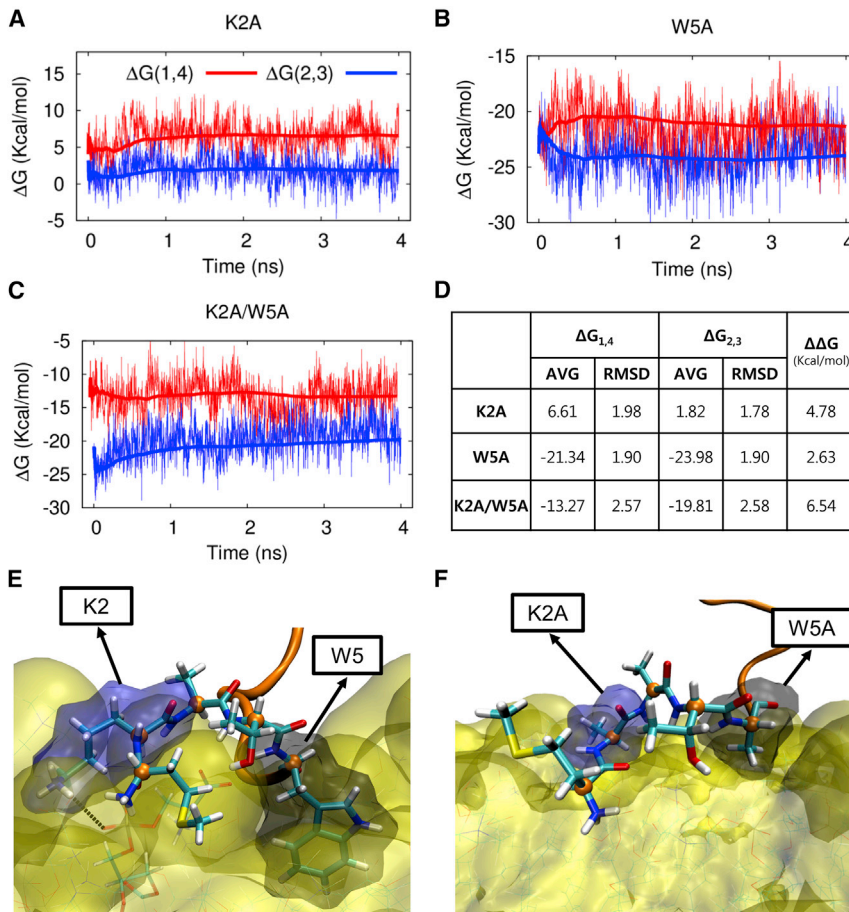 A
K2A
ΔG(1,4)
ΔG(2,3)
15
10
5
0
-5
ΔG (Kcal/mol)
0 1 2 3 4
Time (ns)
B
W5A
-15
-20
-25
-30
ΔG (Kcal/mol)
0 1 2 3 4
Time (ns)
C
K2A/W5A
-5
-10
-15
-20
-25
-30
ΔG (Kcal/mol)
0 1 2 3 4
Time (ns)
D
ΔG1,4 ΔG2,3 ΔΔG
(Kcal/mol)
AVG RMSD AVG RMSD
K2A 6.61 1.98 1.82 1.78 4.78
W5A -21.34 1.90 -23.98 1.90 2.63
K2A/W5A -13.27 2.57 -19.81 2.58 6.54
E
K2
W5
F
K2A
W5A